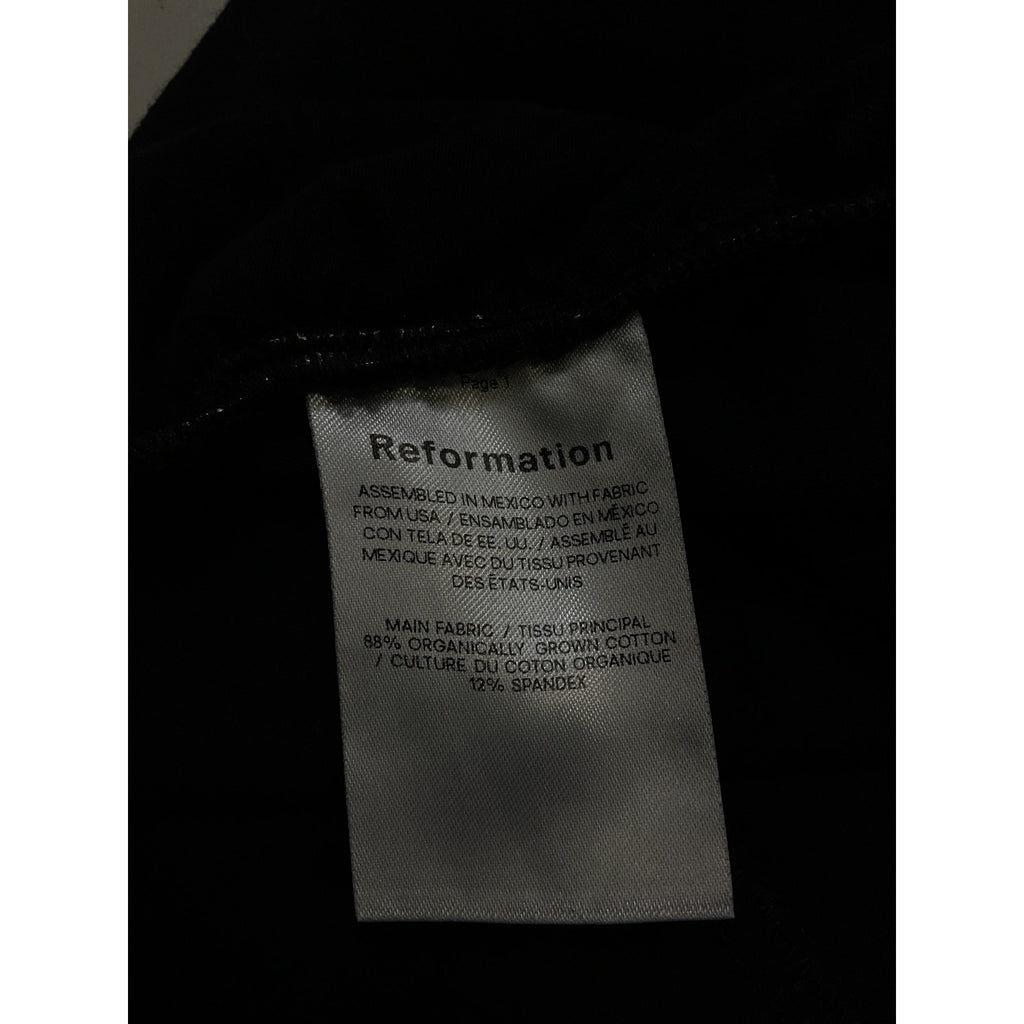 Page 1
Reformation
ASSEMBLED IN MEXICO WITH FABRIC
FROM USA / ENSAMBLADO EN MÉXICO
CON TELA DE EE. UU. / ASSEMBLÉ AU
MEXIQUE AVEC DU TISSU PROVENANT
DES ÉTATS-UNIS
MAIN FABRIC / TISSU PRINCIPAL
88% ORGANICALLY GROWN COTTON
/ CULTURE DU COTON ORGANIQUE
12% SPANDEX